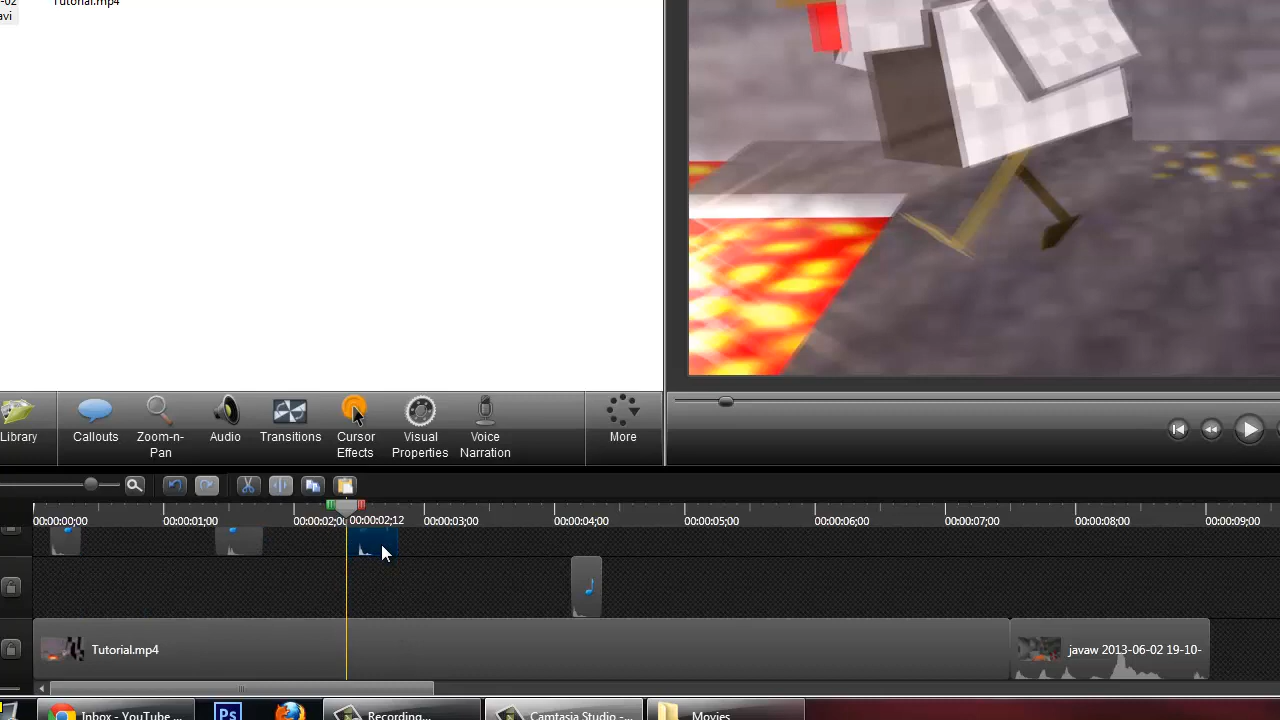 -02
Tutorial.mp4
avi
Library
Callouts
Zoom-n-
Pan
Audio
Transitions
Cursor
Effects
Visual
Properties
Voice
Narration
More
00:00:00;00
00:00:01;00
00:00:02;00
00:00:02;12
00:00:03;00
00:00:04;00
00:00:05;00
00:00:06;00
00:00:07;00
00:00:08;00
00:00:09;00
Tutorial.mp4
javaw 2013-06-02 19-10-
Inbox - YouTube ...
Ps
Recording...
Camtasia Studio -...
Movies